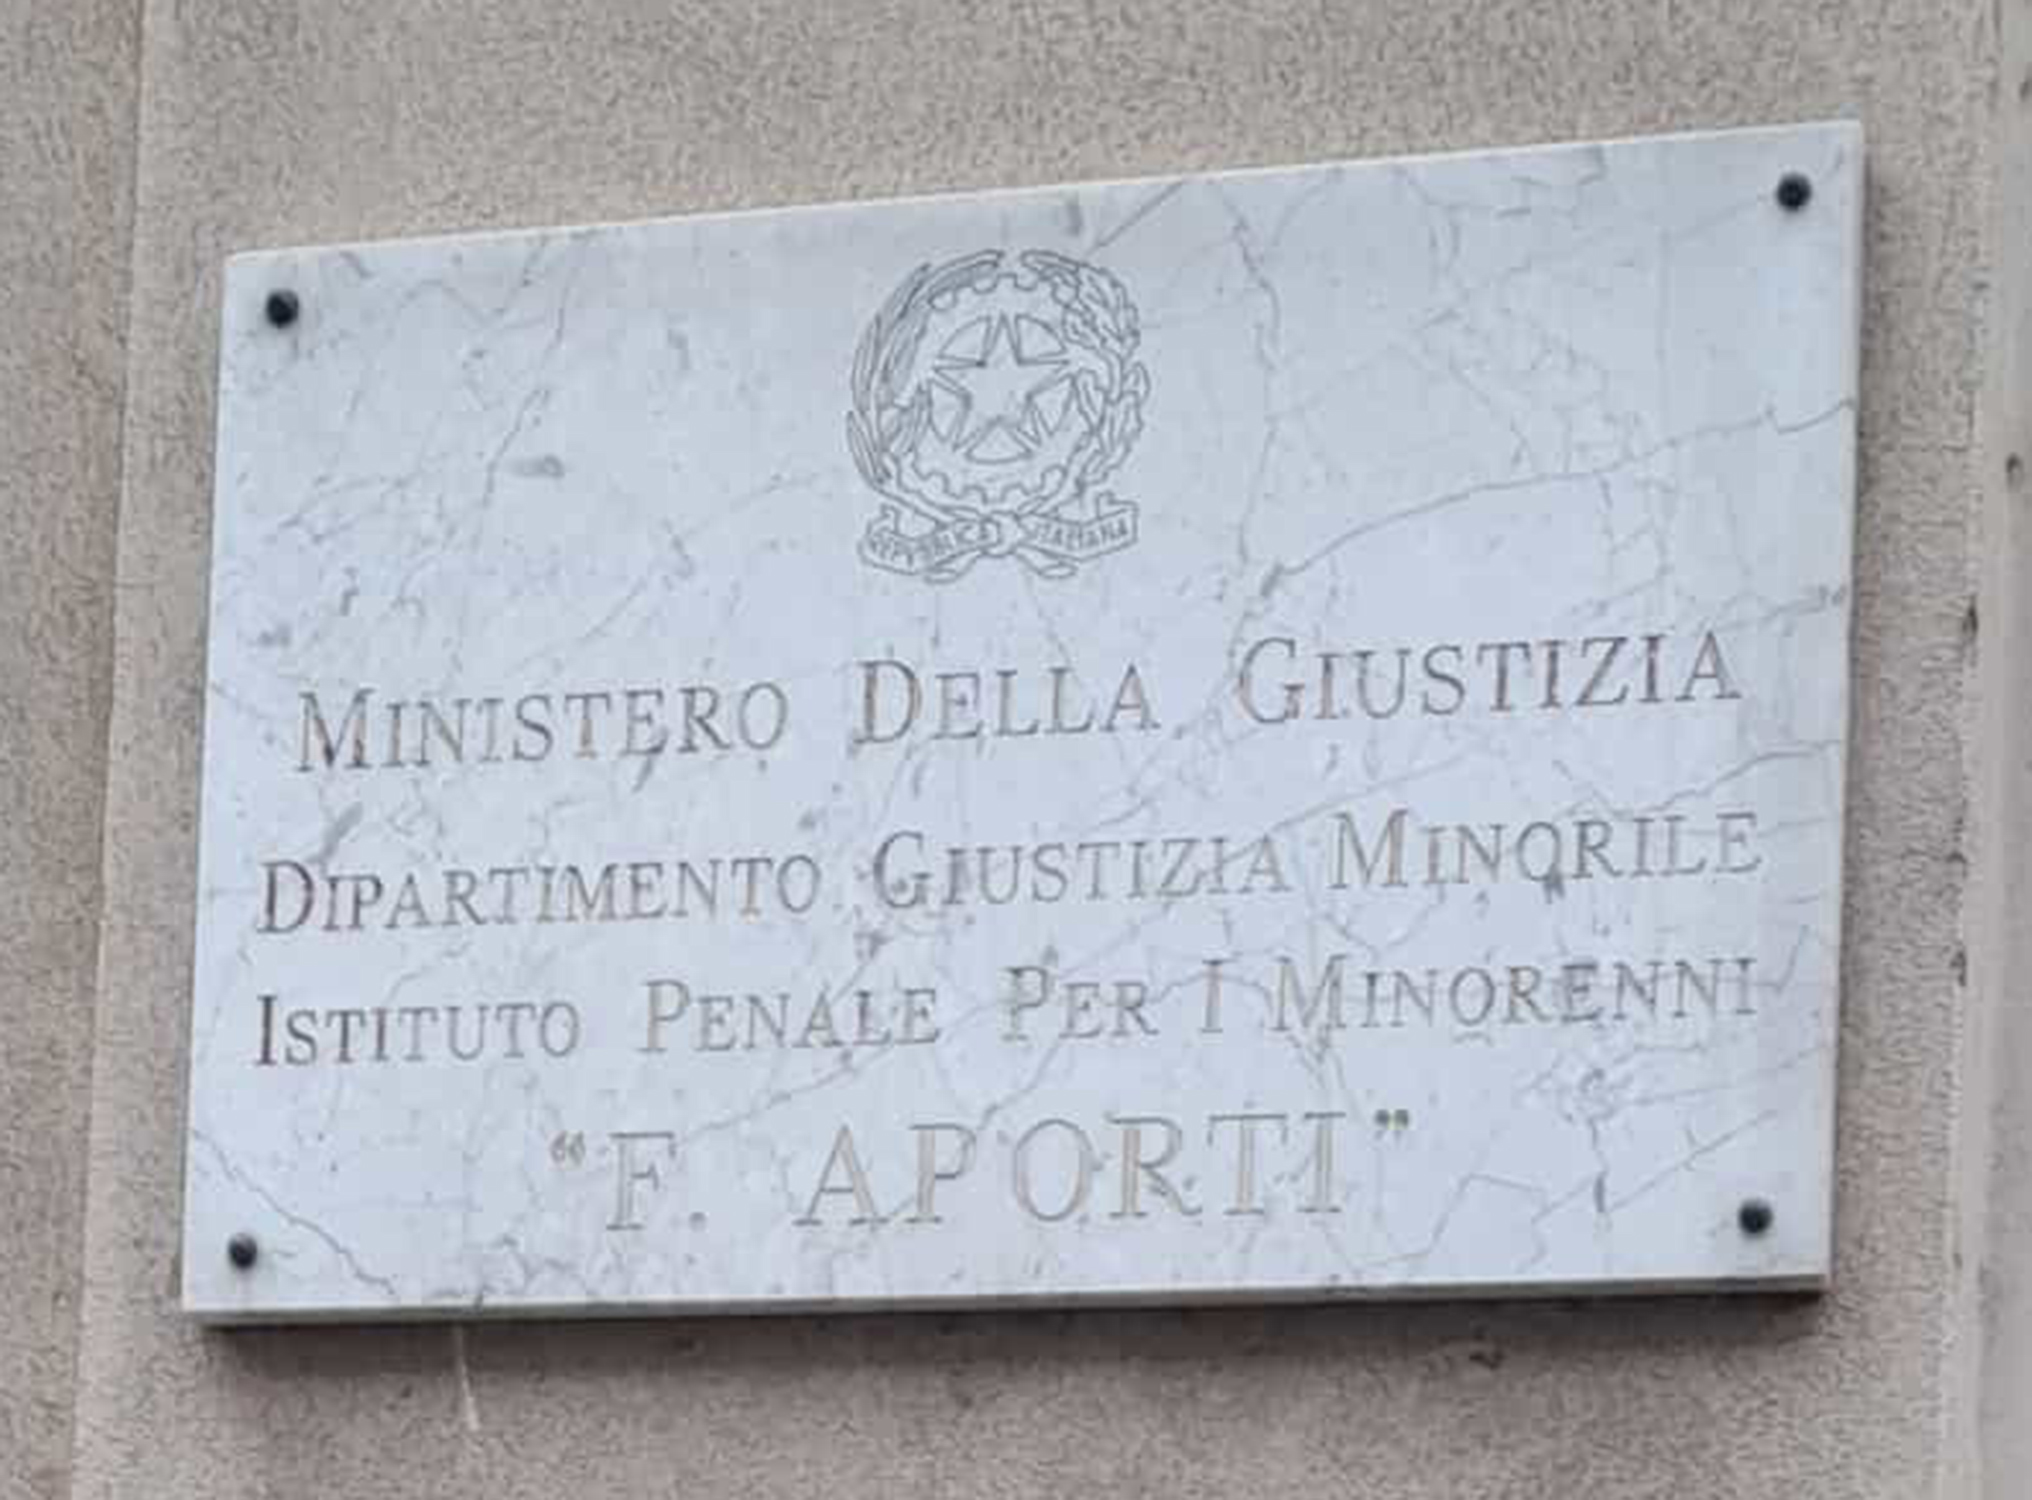 REPVBBLICA ITALIANA
MINISTERO DELLA GIUSTIZIA
DIPARTIMENTO GIUSTIZIA MINORILE
ISTITUTO PENALE PER I MINORENNI
“F. APORTI”